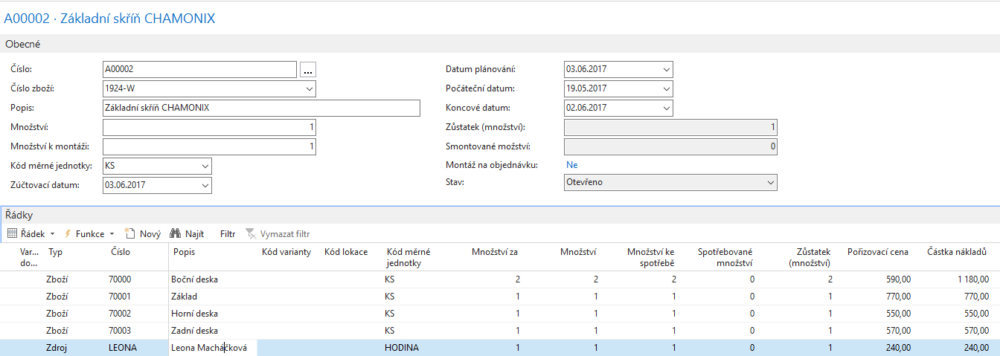 A00002 · Základní skříň CHAMONIX
Obecné
Číslo: A00002 ...
Číslo zboží: 1924-W
Popis: Základní skříň CHAMONIX
Množství: 1
Množství k montáži: 1
Kód měrné jednotky: KS
Zúčtovací datum: 03.06.2017
Datum plánování: 03.06.2017
Počáteční datum: 19.05.2017
Koncové datum: 02.06.2017
Zůstatek (množství): 1
Smontované možství: 0
Montáž na objednávku: Ne
Stav: Otevřeno
Řádky
Řádek Funkce Nový Najít Filtr Vymazat filtr
Var... do... Typ Číslo Popis Kód varianty Kód lokace Kód měrné jednotky Množství za Množství Množství ke spotřebě Spotřebované množství Zůstatek (množství) Pořizovací cena Částka nákladů
Zboží 70000 Boční deska KS 2 2 2 0 2 590,00 1 180,00
Zboží 70001 Základ KS 1 1 1 0 1 770,00 770,00
Zboží 70002 Horní deska KS 1 1 1 0 1 550,00 550,00
Zboží 70003 Zadní deska KS 1 1 1 0 1 570,00 570,00
Zdroj LEONA Leona Macháčková HODINA 1 1 1 0 1 240,00 240,00